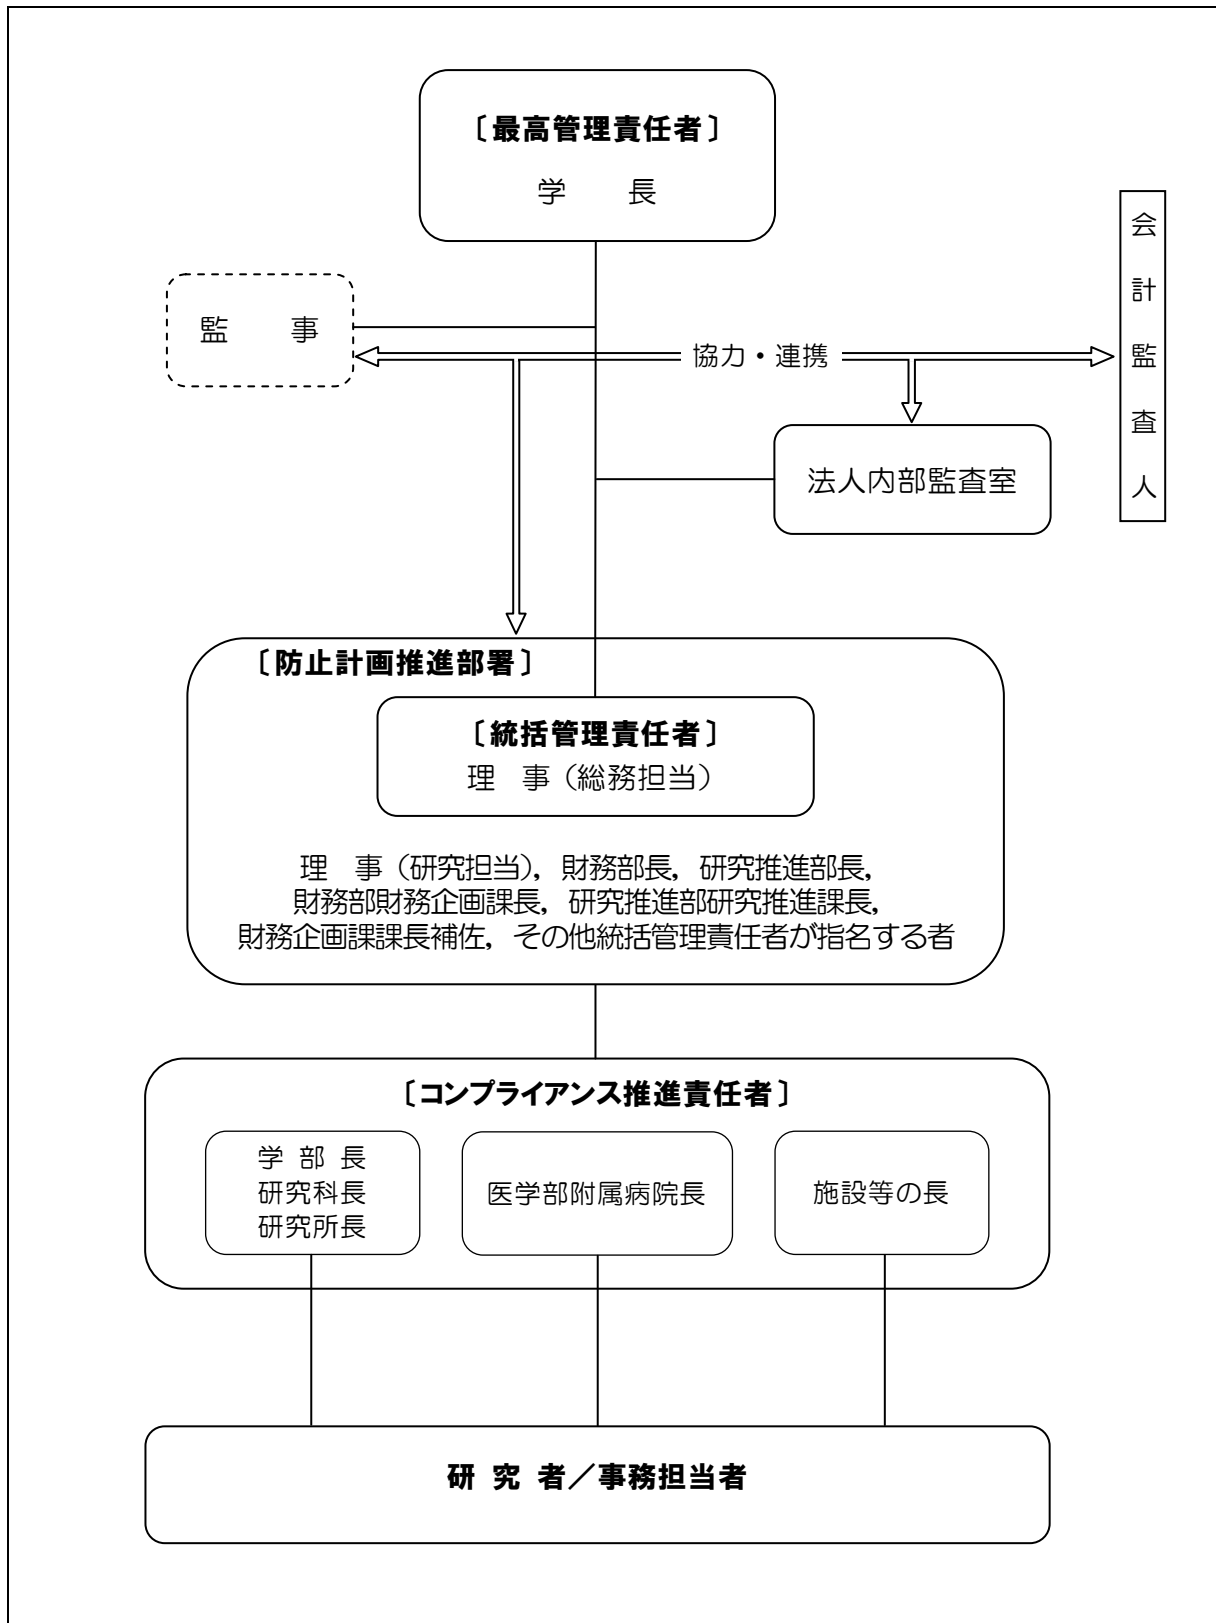 〔最高管理責任者〕
学　　長
監　　事
協力・連携
会計監査人
法人内部監査室
〔防止計画推進部署〕
〔統括管理責任者〕
理　事（総務担当）
理　事（研究担当），財務部長，研究推進部長，
財務部財務企画課長，研究推進部研究推進課長，
財務企画課課長補佐，その他統括管理責任者が指名する者
〔コンプライアンス推進責任者〕
学 部 長
研究科長
研究所長
医学部附属病院長
施設等の長
研 究 者／事務担当者